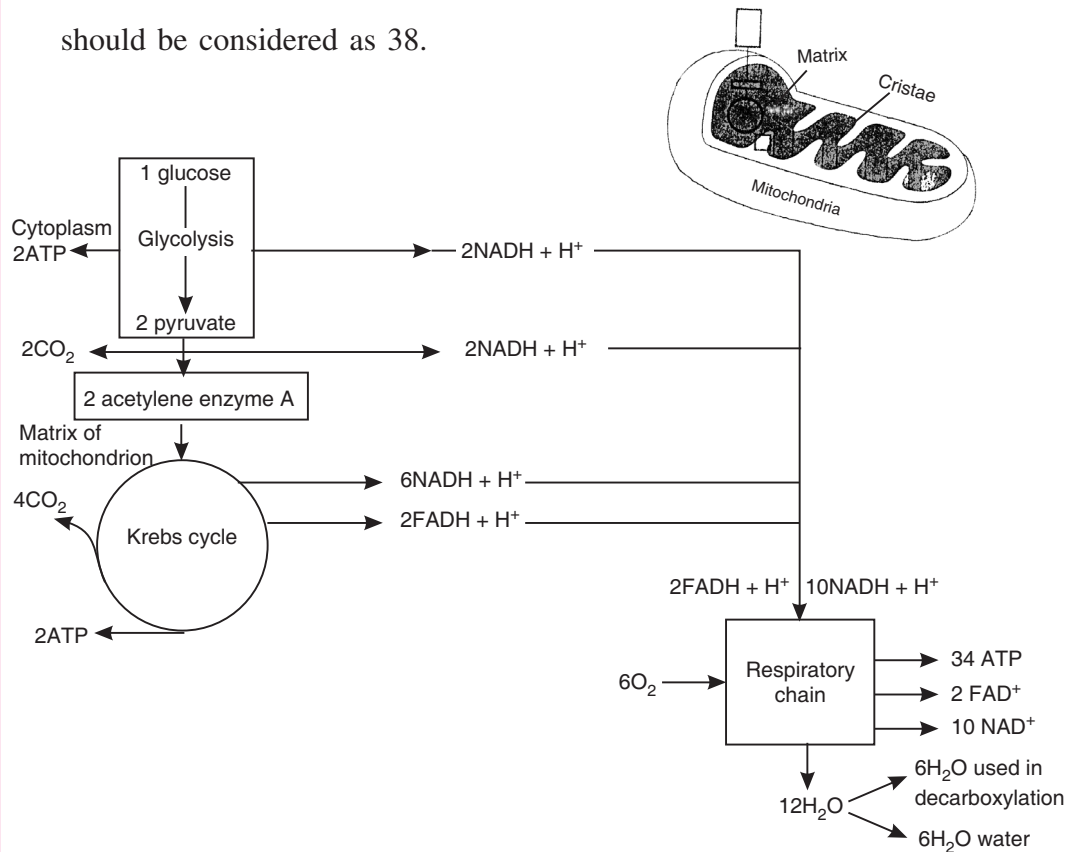 should be considered as 38.
Matrix
Cristae
Mitochondria
1 glucose
Cytoplasm
2ATP
Glycolysis
2NADH + H⁺
2 pyruvate
2CO₂
2NADH + H⁺
2 acetylene enzyme A
Matrix of
mitochondrion
6NADH + H⁺
4CO₂
2FADH + H⁺
Krebs cycle
2ATP
2FADH + H⁺
10NADH + H⁺
6O₂
Respiratory
chain
34 ATP
2 FAD⁺
10 NAD⁺
12H₂O
6H₂O used in
decarboxylation
6H₂O water